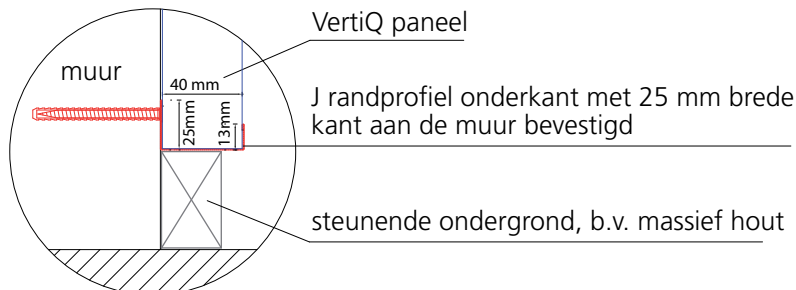 VertiQ paneel
muur
40 mm
25mm
13mm
J randprofiel onderkant met 25 mm brede
kant aan de muur bevestigd
steunende ondergrond, b.v. massief hout